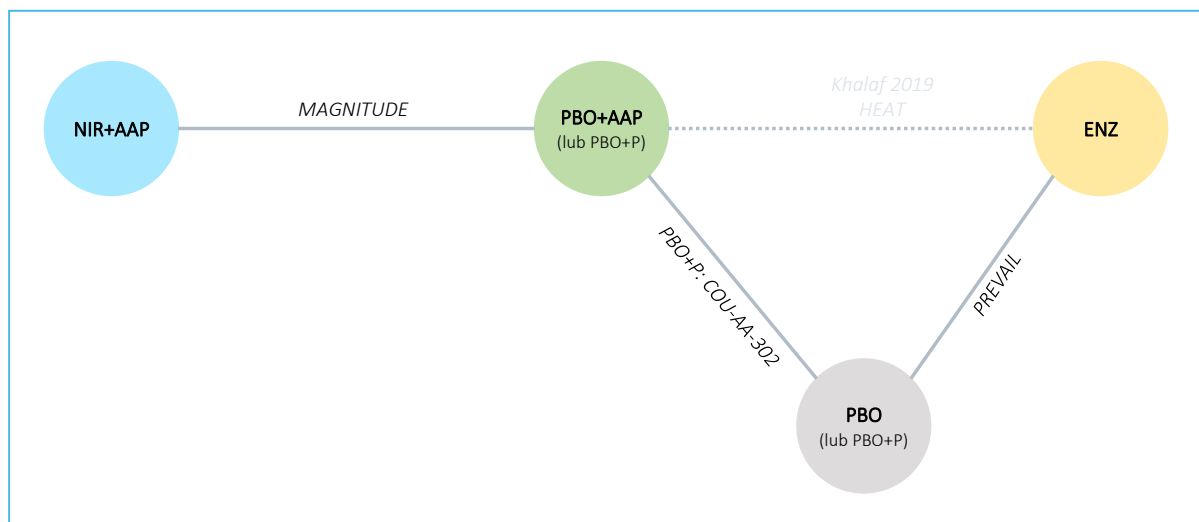 NIR+AAP
MAGNITUDE
PBO+AAP
(lub PBO+P)
Khalaf 2019
HEAT
ENZ
PBO+P: COU-AA-302
PREVAIL
PBO
(lub PBO+P)